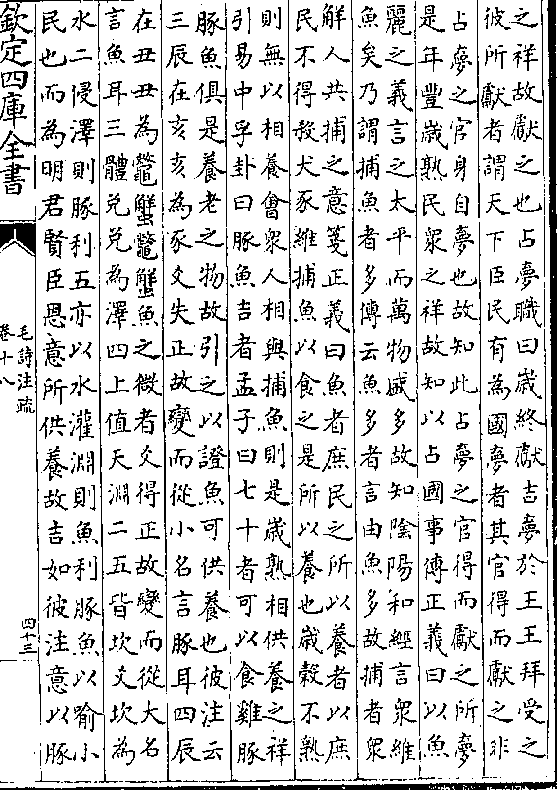 之祥故獻之也占夢職曰歲終獻吉夢於王王拜受之
彼所獻者謂天下臣民有為國夢者其官得而獻之非
占夢之官身自夢也故知此占夢之官得而獻之所夢
是年豐歲熟民衆之祥故知以占國事傳正義曰以魚
麗之義言之太平而萬物盛多故知隂陽和經言衆維
魚矣乃謂捕魚者多傳云魚多者言由魚多故捕者衆
解人共捕之意箋正義曰魚者庶民之所以養者以庶
民不得殺犬豕維捕魚以食之是所以養也歲穀不熟
則無以相養會衆人相與捕魚則是歲熟相供養之祥
引易中孚卦曰豚魚吉者孟子曰七十者可以食雞豚
豚魚俱是養老之物故引之以證魚可供養也彼注云
三辰在亥亥為豕爻失正故變而從小名言豚耳四辰
在丑丑為鼈蟹鼈蟹魚之微者爻得正故變而從大名
言魚耳三體兌兌為澤四上值天淵二五皆坎爻坎為
水二侵澤則豚利五亦以水灌淵則魚利豚魚以喻小
民也而為明君賢臣恩意所供養故吉如彼注意以豚
欽定四庫全書
毛詩注疏
卷十八
四十三